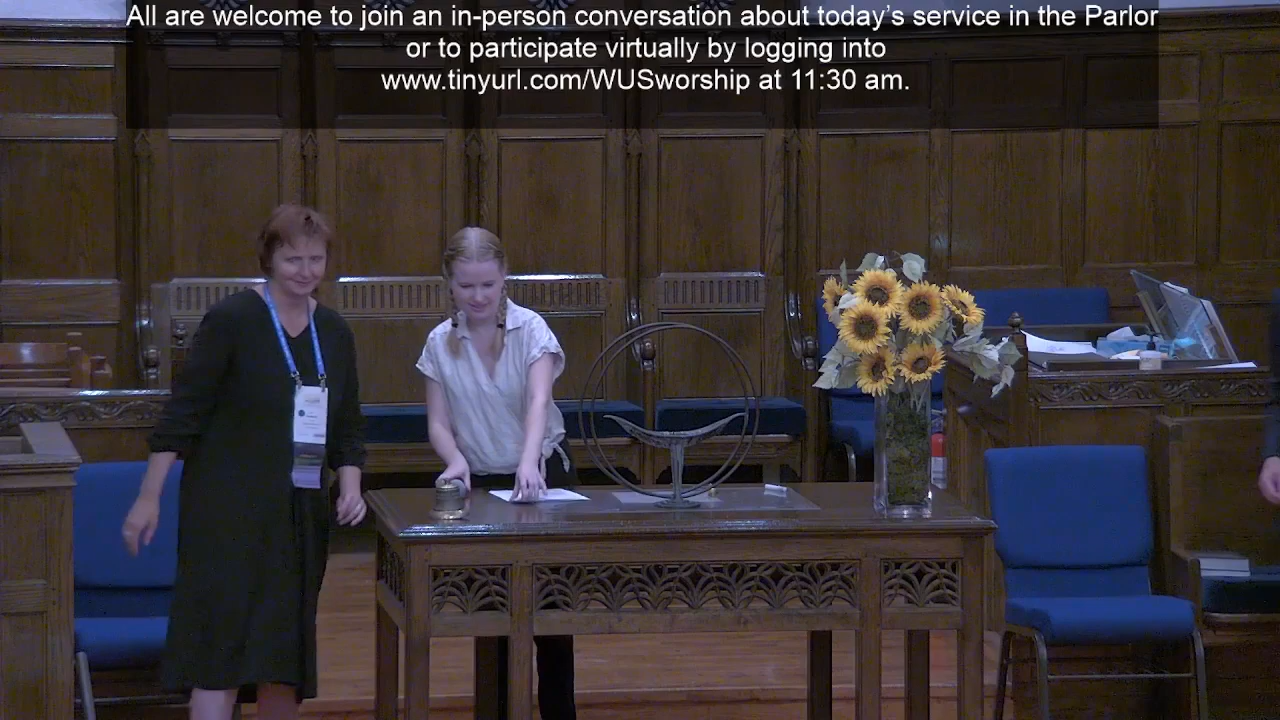 All are welcome to join an in-person conversation about today’s service in the Parlor
or to participate virtually by logging into
www.tinyurl.com/WUSworship at 11:30 am.